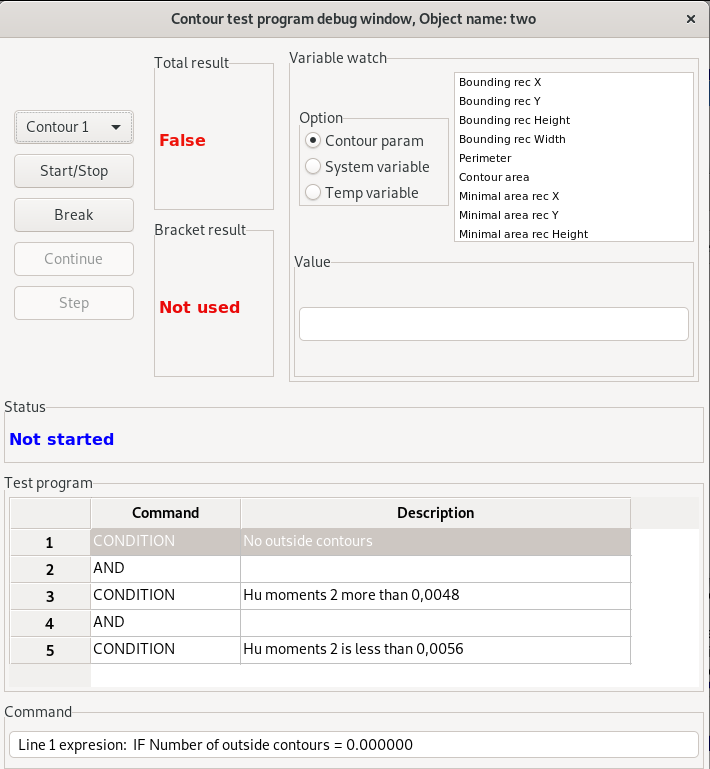 Contour test program debug window, Object name: two
×
Contour 1
Start/Stop
Break
Continue
Step
Total result
False
Bracket result
Not used
Variable watch
Option
Contour param
System variable
Temp variable
Bounding rec X
Bounding rec Y
Bounding rec Height
Bounding rec Width
Perimeter
Contour area
Minimal area rec X
Minimal area rec Y
Minimal area rec Height
Value
Status
Not started
Test program
Command Description
1 CONDITION No outside contours
2 AND
3 CONDITION Hu moments 2 more than 0,0048
4 AND
5 CONDITION Hu moments 2 is less than 0,0056
Command
Line 1 expresion: IF Number of outside contours = 0.000000